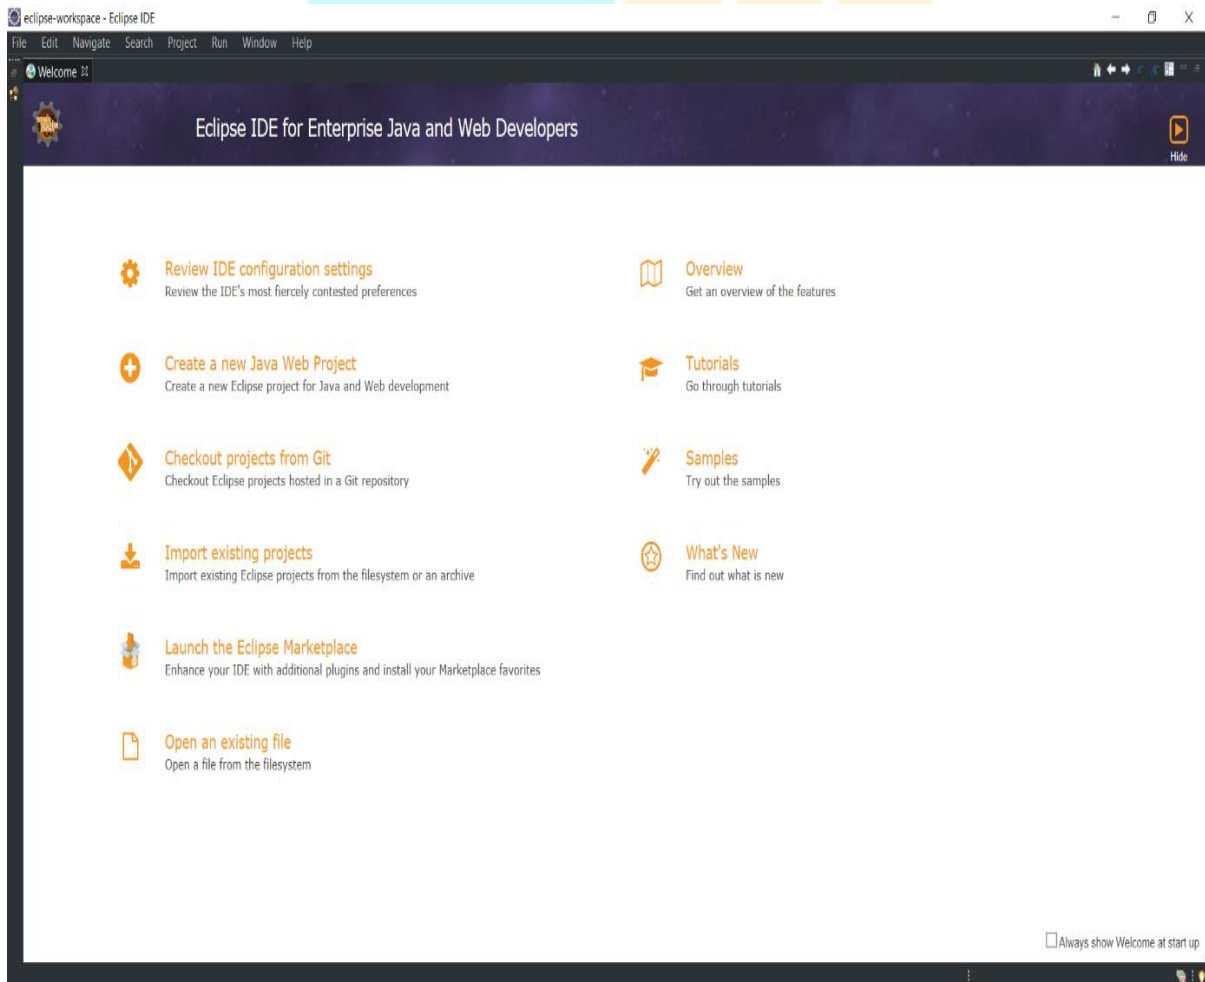 eclipse-workspace - Eclipse IDE
File Edit Navigate Search Project Run Window Help
Welcome
Eclipse IDE for Enterprise Java and Web Developers
Hide
Review IDE configuration settings
Review the IDE's most fiercely contested preferences
Create a new Java Web Project
Create a new Eclipse project for Java and Web development
Checkout projects from Git
Checkout Eclipse projects hosted in a Git repository
Import existing projects
Import existing Eclipse projects from the filesystem or an archive
Launch the Eclipse Marketplace
Enhance your IDE with additional plugins and install your Marketplace favorites
Open an existing file
Open a file from the filesystem
Overview
Get an overview of the features
Tutorials
Go through tutorials
Samples
Try out the samples
What's New
Find out what is new
Always show Welcome at start up